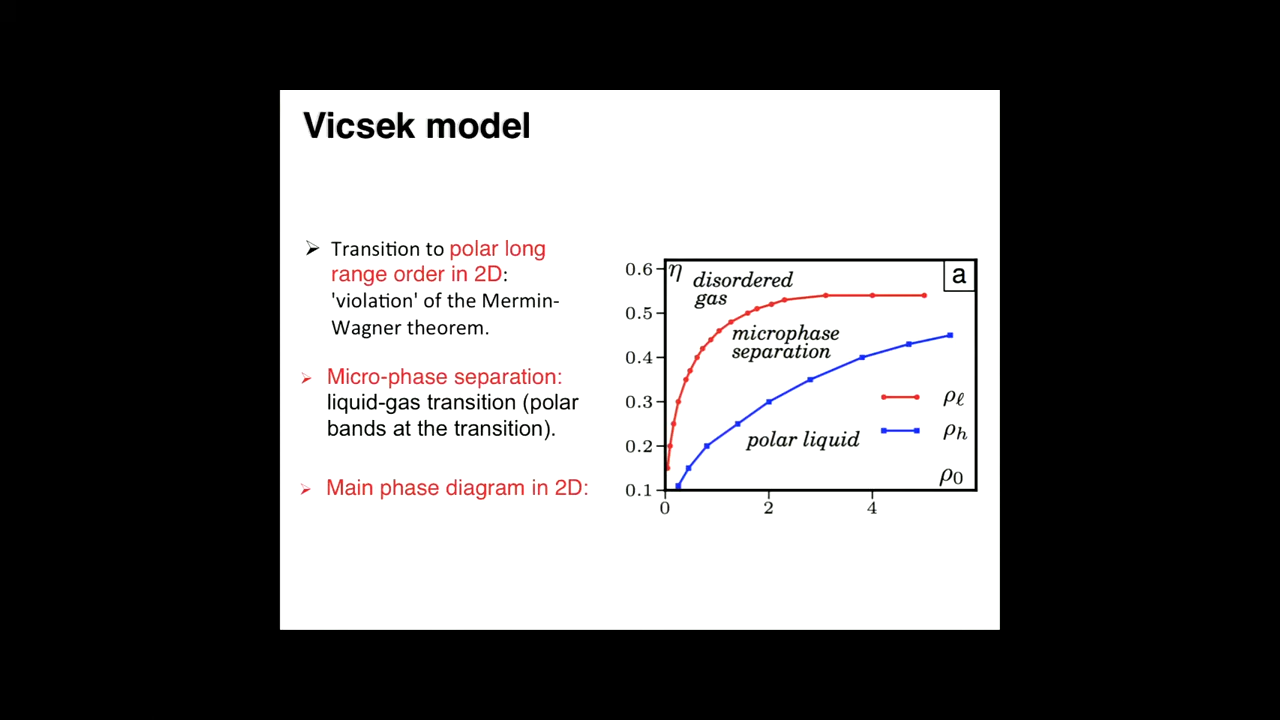 Vicsek model
➢ Transition to polar long
range order in 2D:
'violation' of the Mermin-
Wagner theorem.
➢ Micro-phase separation:
liquid-gas transition (polar
bands at the transition).
➢ Main phase diagram in 2D:
0.6
0.5
0.4
0.3
0.2
0.1
η
a
disordered
gas
microphase
separation
polar liquid
ρℓ
ρh
ρ0
0 2 4